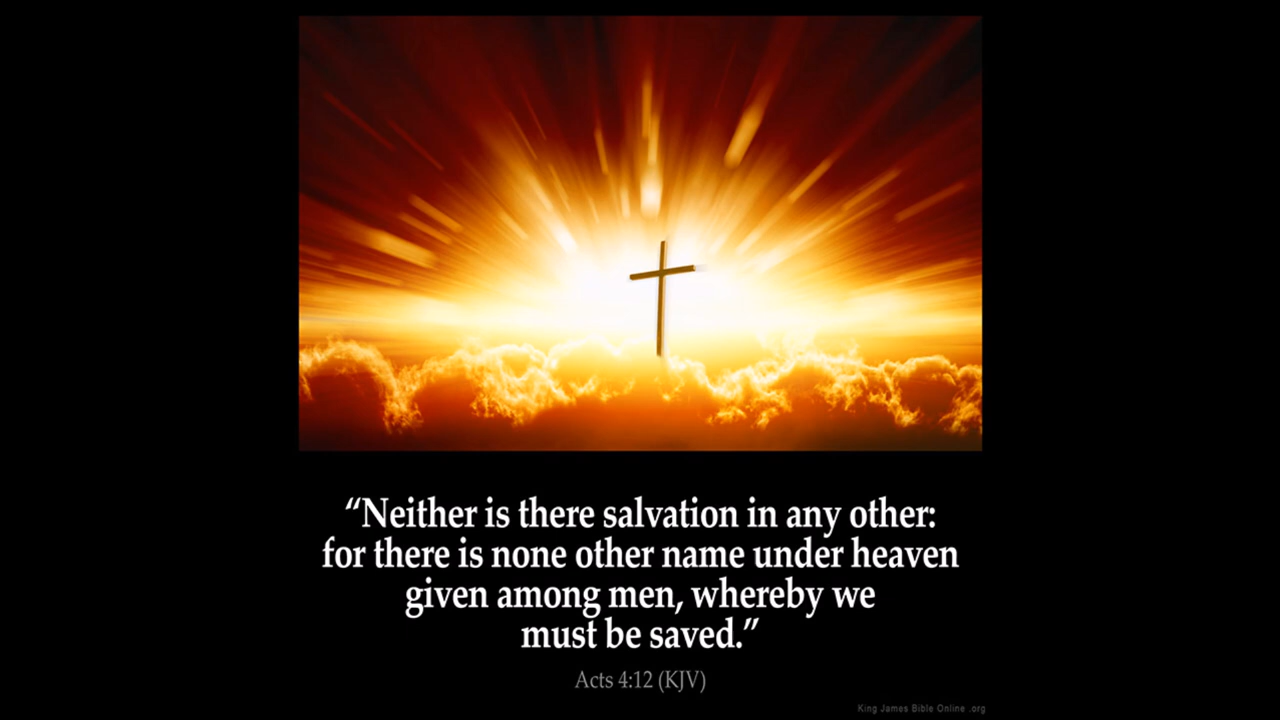 “Neither is there salvation in any other:
for there is none other name under heaven
given among men, whereby we
must be saved.”
Acts 4:12 (KJV)
King James Bible Online .org